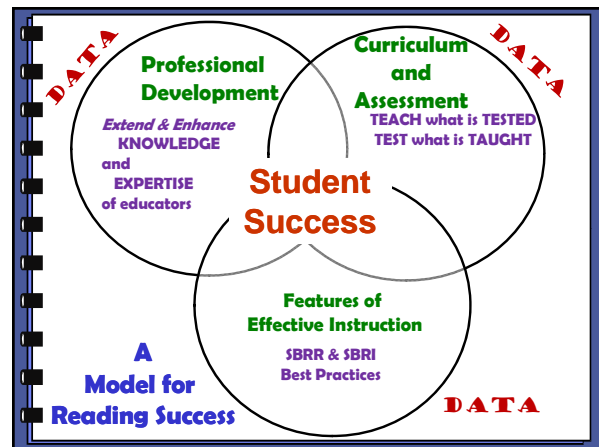 DATA
DATA
Professional
Development
Extend & Enhance
KNOWLEDGE
and
EXPERTISE
of educators
Curriculum
and
Assessment
TEACH what is TESTED
TEST what is TAUGHT
Student
Success
Features of
Effective Instruction
SBRR & SBRI
Best Practices
A
Model for
Reading Success
DATA